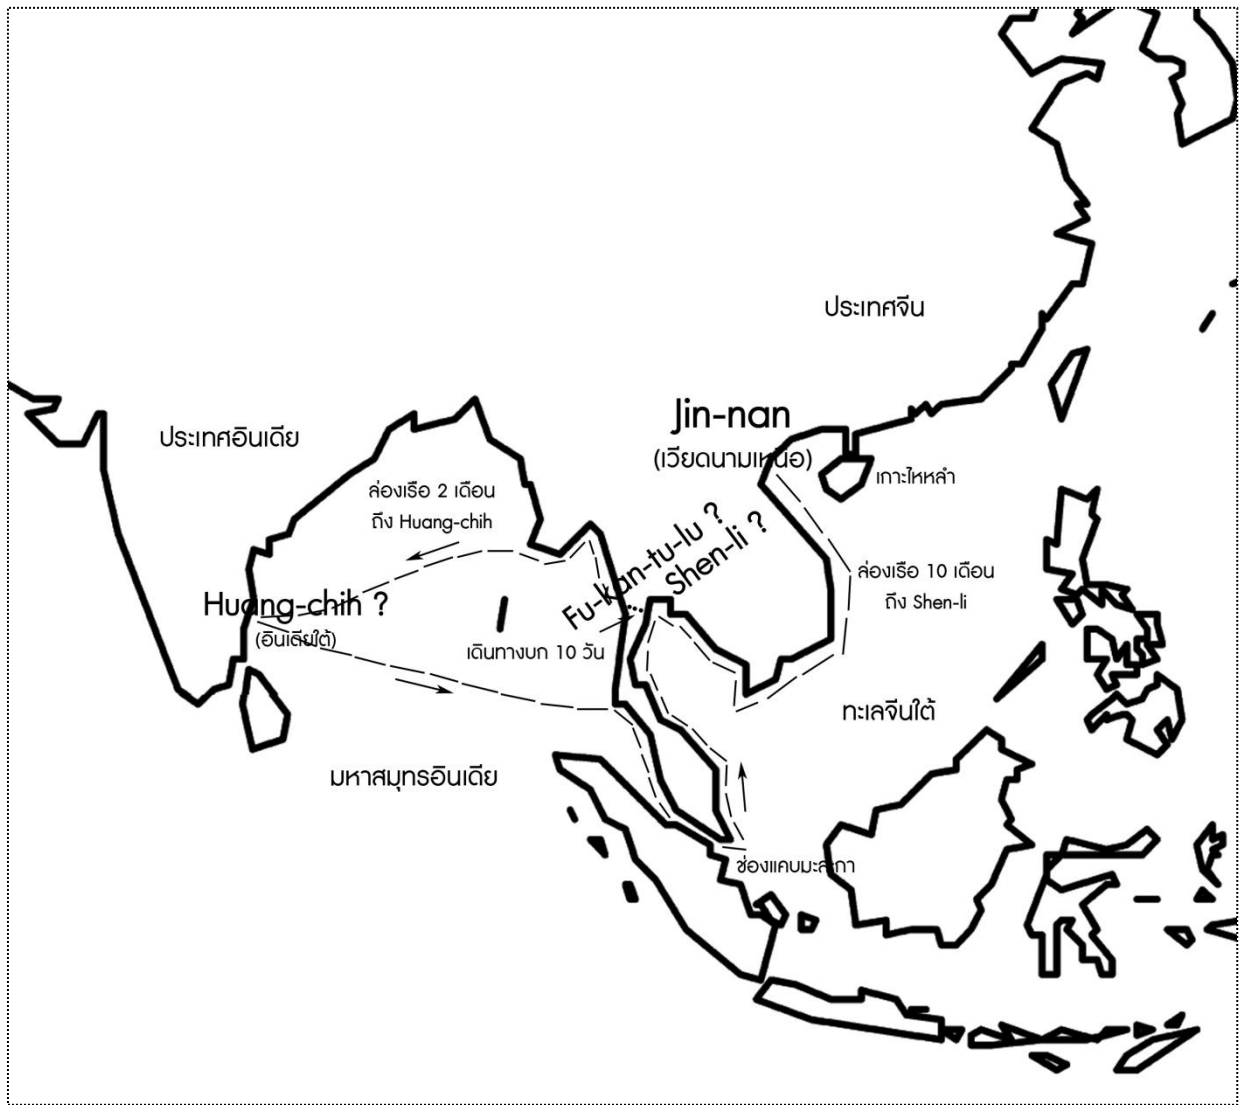 ประเทศจีน
Jin-nan
(เวียดนามเหนือ)
ประเทศอินเดีย
เกาะไหหลำ
ล่องเรือ 2 เดือน
ถึง Huang-chih
Fu-kan-tu-lu ?
Shen-li ?
ล่องเรือ 10 เดือน
ถึง Shen-li
Huang-chih ?
(อินเดียใต้)
เดินทางบก 10 วัน
ทะเลจีนใต้
มหาสมุทรอินเดีย
ช่องแคบมะละกา